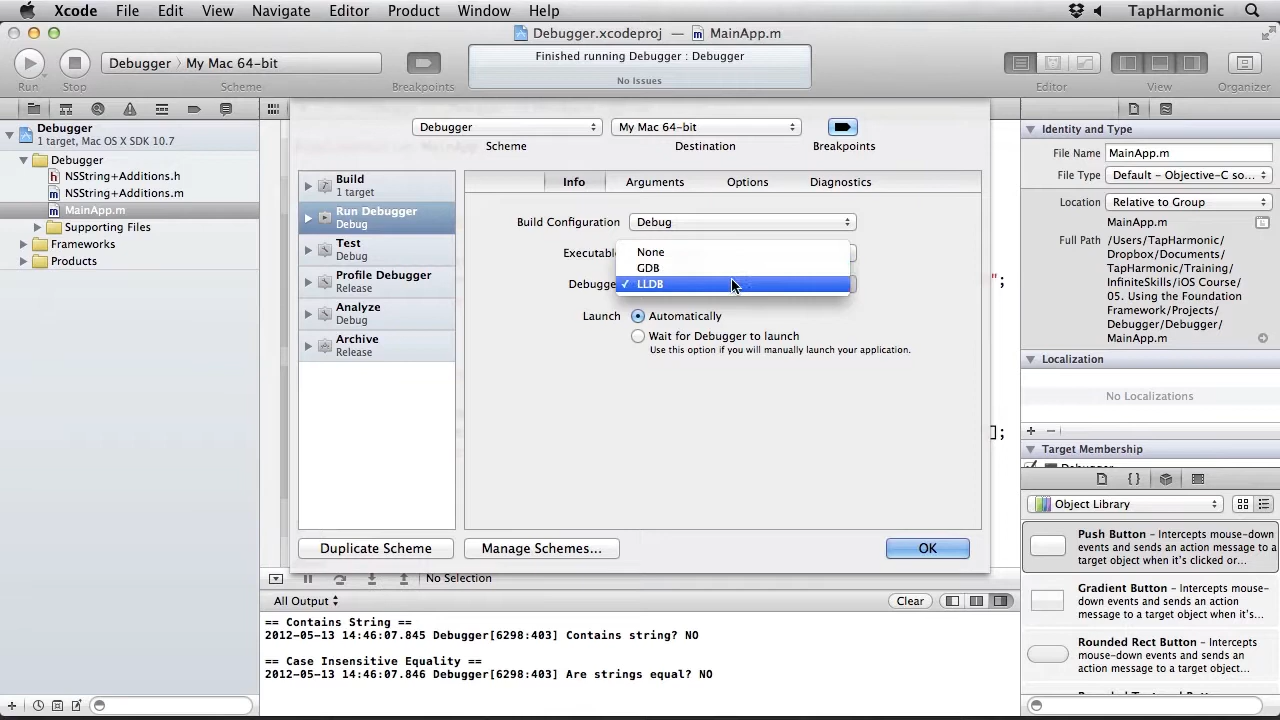 Xcode File Edit View Navigate Editor Product Window Help TapHarmonic
Debugger.xcodeproj — MainApp.m
Debugger My Mac 64-bit
Finished running Debugger : Debugger
No Issues
Run Stop Scheme Breakpoints Editor View Organizer
Debugger
1 target, Mac OS X SDK 10.7
Debugger
NSString+Additions.h
NSString+Additions.m
MainApp.m
Supporting Files
Frameworks
Products
Debugger My Mac 64-bit
Scheme Destination Breakpoints
Build
1 target
Run Debugger
Debug
Test
Debug
Profile Debugger
Release
Analyze
Debug
Archive
Release
Info Arguments Options Diagnostics
Build Configuration Debug
Executabl
None
GDB
Debugge ✓ LLDB
Launch Automatically
Wait for Debugger to launch
Use this option if you will manually launch your application.
Duplicate Scheme Manage Schemes... OK
";
[];
No Selection
All Output Clear
== Contains String ==
2012-05-13 14:46:07.845 Debugger[6298:403] Contains string? NO
== Case Insensitive Equality ==
2012-05-13 14:46:07.846 Debugger[6298:403] Are strings equal? NO
Identity and Type
File Name MainApp.m
File Type Default - Objective-C so...
Location Relative to Group
MainApp.m
Full Path /Users/TapHarmonic/
Dropbox/Documents/
TapHarmonic/Training/
InfiniteSkills/iOS Course/
05. Using the Foundation
Framework/Projects/
Debugger/Debugger/
MainApp.m
Localization
No Localizations
Target Membership
Object Library
Push Button – Intercepts mouse-down
events and sends an action message to a
target object when it's clicked or...
Gradient Button – Intercepts mouse-
down events and sends an action
message to a target object when it's...
Rounded Rect Button – Intercepts
mouse-down events and sends an
action message to a target object...